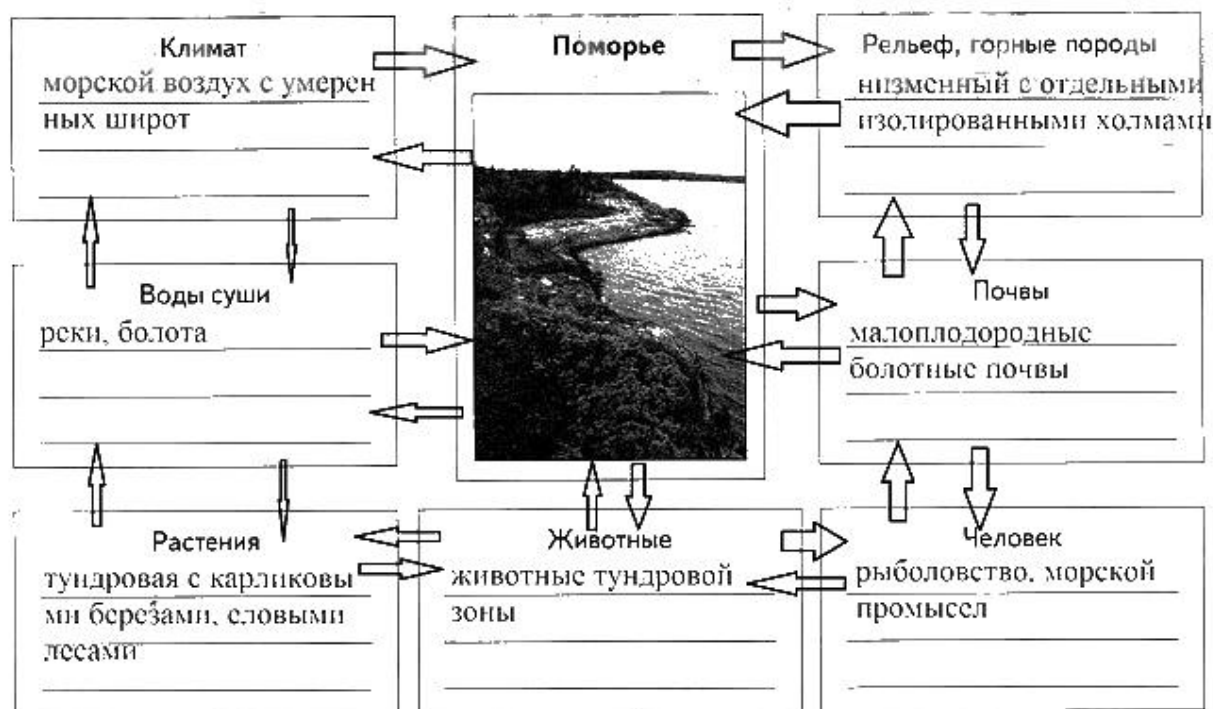 Климат
морской воздух с умерен
ных широт
Поморье
Рельеф, горные породы
низменный с отдельными
изолированными холмами
Воды суши
реки, болота
Почвы
малоплодородные
болотные почвы
Растения
тундровая с карликовы
ми березами, еловыми
лесами
Животные
животные тундровой
зоны
Человек
рыболовство, морской
промысел